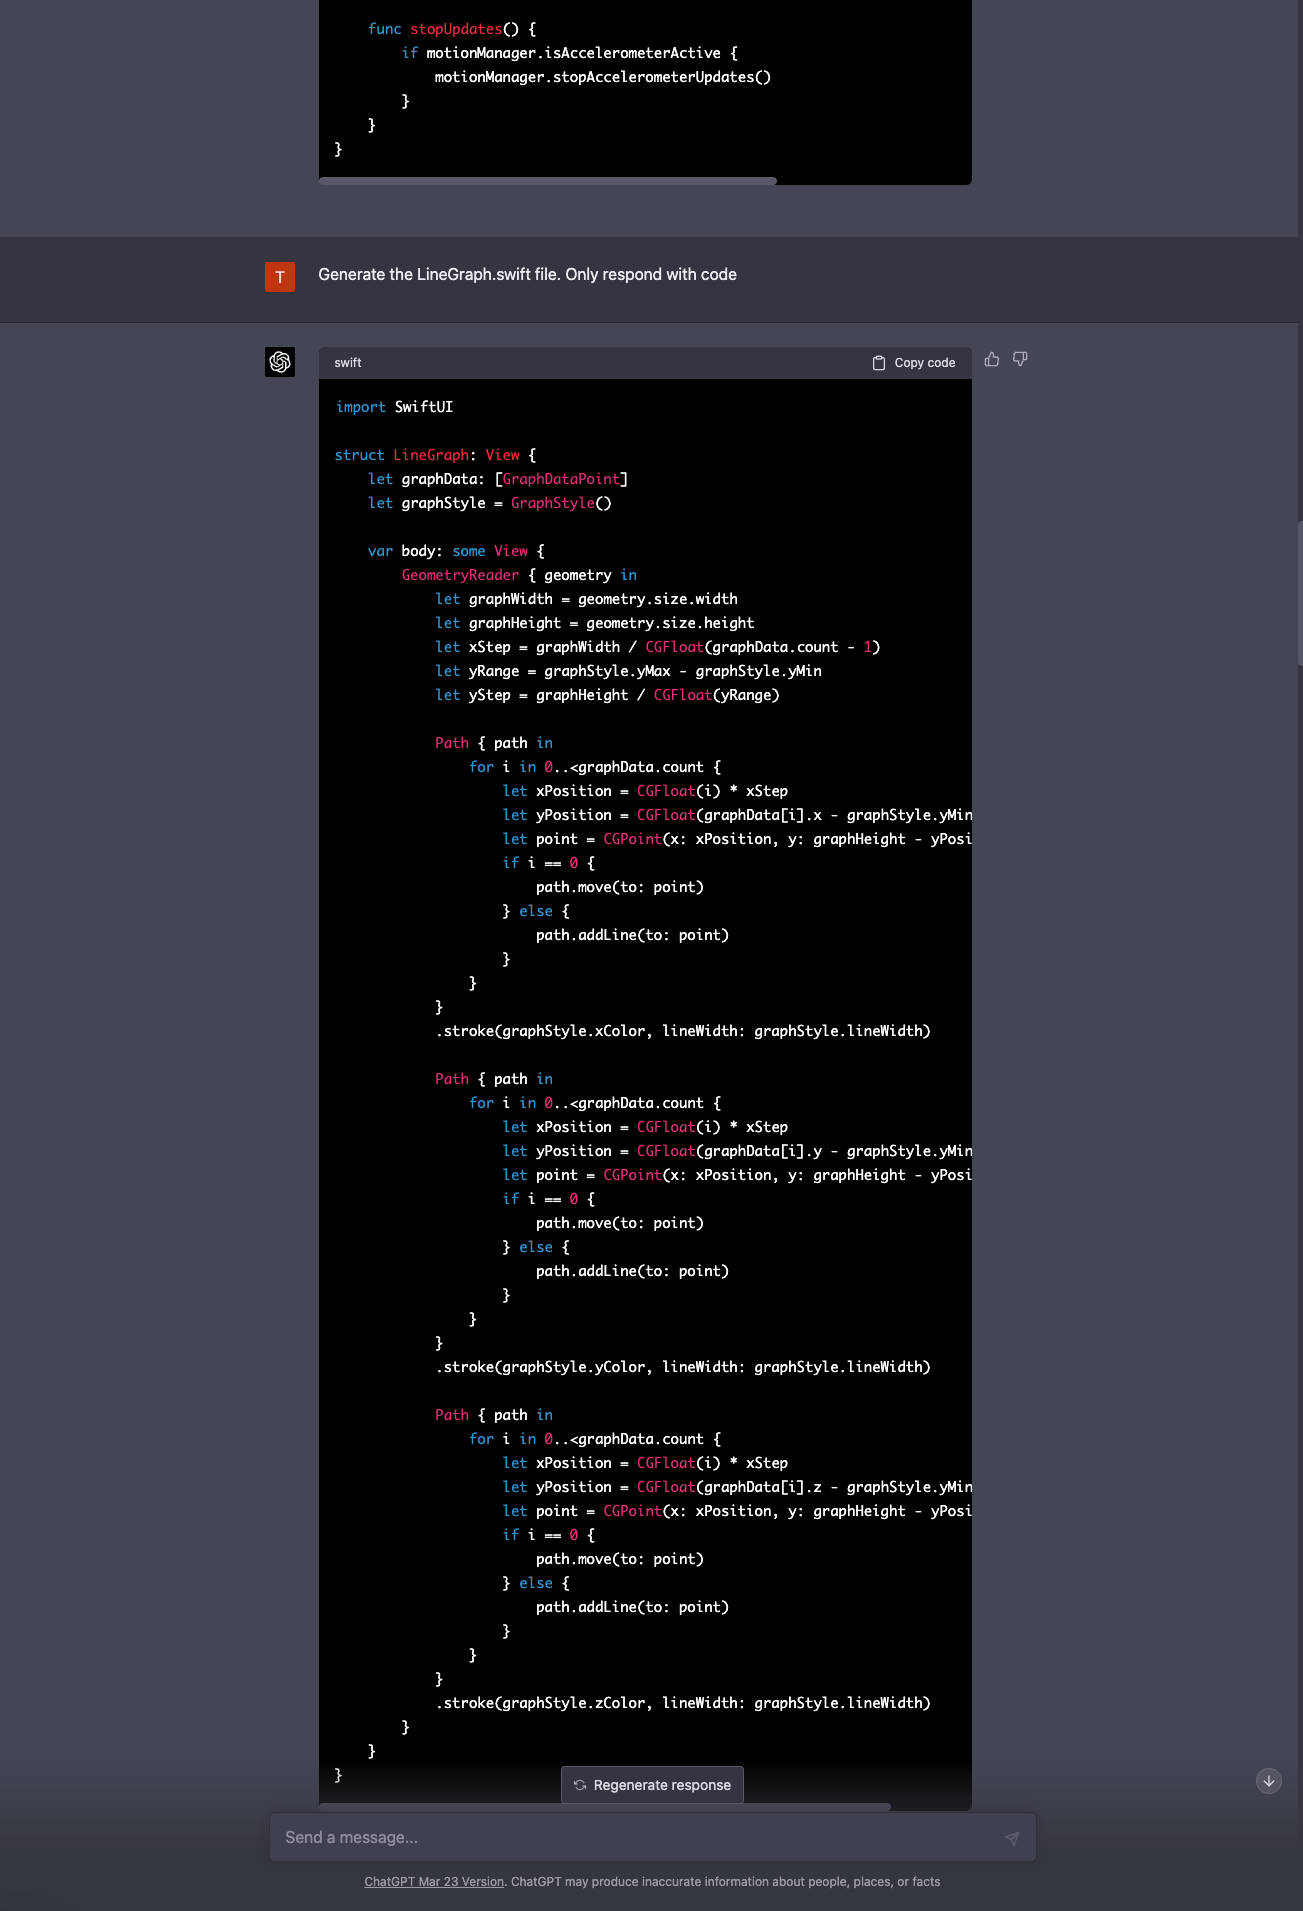 func stopUpdates() {
if motionManager.isAccelerometerActive {
motionManager.stopAccelerometerUpdates()
}
}
}
T
Generate the LineGraph.swift file. Only respond with code
swift
Copy code
import SwiftUI
struct LineGraph: View {
let graphData: [GraphDataPoint]
let graphStyle = GraphStyle()
var body: some View {
GeometryReader { geometry in
let graphWidth = geometry.size.width
let graphHeight = geometry.size.height
let xStep = graphWidth / CGFloat(graphData.count - 1)
let yRange = graphStyle.yMax - graphStyle.yMin
let yStep = graphHeight / CGFloat(yRange)
Path { path in
for i in 0..<graphData.count {
let xPosition = CGFloat(i) * xStep
let yPosition = CGFloat(graphData[i].x - graphStyle.yMin
let point = CGPoint(x: xPosition, y: graphHeight - yPosi
if i == 0 {
path.move(to: point)
} else {
path.addLine(to: point)
}
}
}
.stroke(graphStyle.xColor, lineWidth: graphStyle.lineWidth)
Path { path in
for i in 0..<graphData.count {
let xPosition = CGFloat(i) * xStep
let yPosition = CGFloat(graphData[i].y - graphStyle.yMin
let point = CGPoint(x: xPosition, y: graphHeight - yPosi
if i == 0 {
path.move(to: point)
} else {
path.addLine(to: point)
}
}
}
.stroke(graphStyle.yColor, lineWidth: graphStyle.lineWidth)
Path { path in
for i in 0..<graphData.count {
let xPosition = CGFloat(i) * xStep
let yPosition = CGFloat(graphData[i].z - graphStyle.yMin
let point = CGPoint(x: xPosition, y: graphHeight - yPosi
if i == 0 {
path.move(to: point)
} else {
path.addLine(to: point)
}
}
}
.stroke(graphStyle.zColor, lineWidth: graphStyle.lineWidth)
}
}
}
Regenerate response
Send a message...
ChatGPT Mar 23 Version. ChatGPT may produce inaccurate information about people, places, or facts